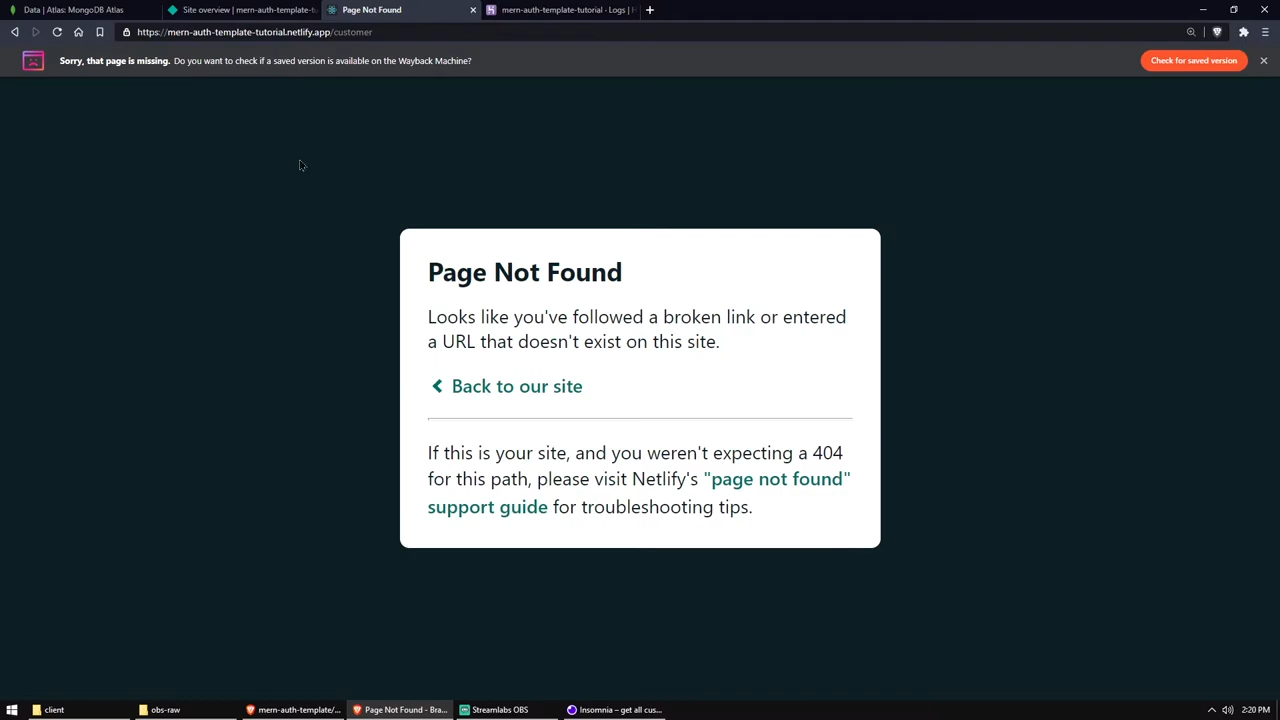 Data | Atlas: MongoDB Atlas
Site overview | mern-auth-template-tu
Page Not Found
mern-auth-template-tutorial · Logs | H
https://mern-auth-template-tutorial.netlify.app/customer
Sorry, that page is missing. Do you want to check if a saved version is available on the Wayback Machine?
Check for saved version
Page Not Found
Looks like you've followed a broken link or entered
a URL that doesn't exist on this site.
Back to our site
If this is your site, and you weren't expecting a 404
for this path, please visit Netlify's "page not found"
support guide for troubleshooting tips.
client
obs-raw
mern-auth-template/...
Page Not Found - Bra...
Streamlabs OBS
Insomnia – get all cus...
2:20 PM